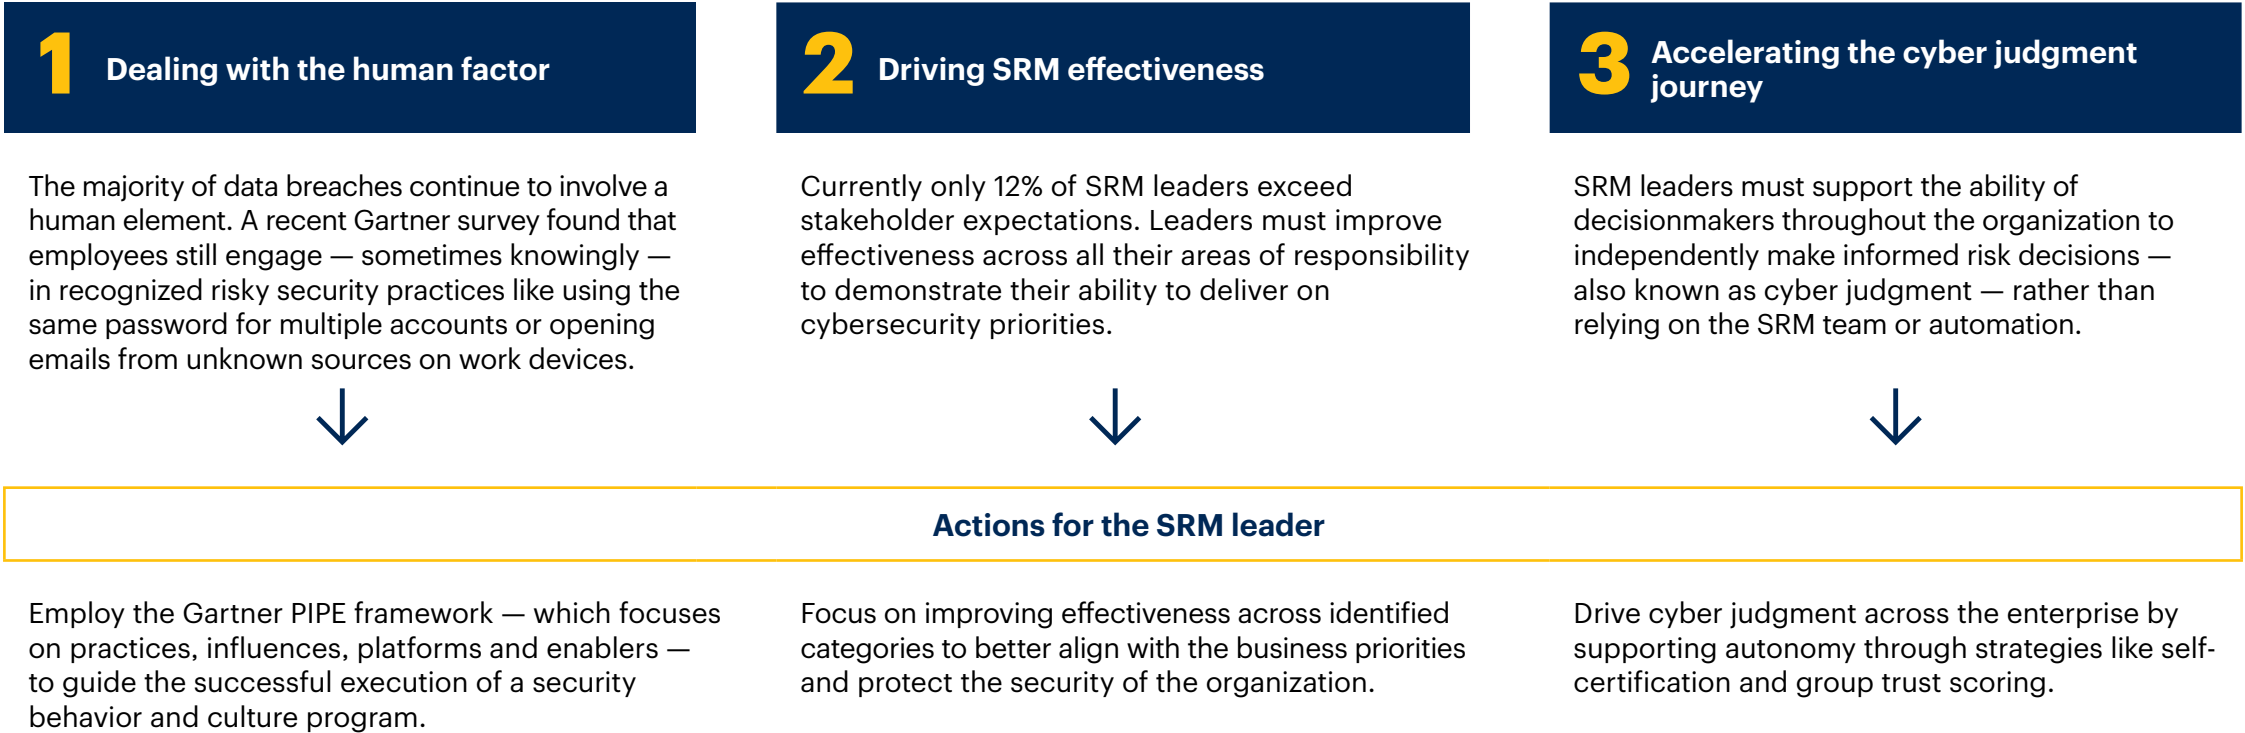 1 Dealing with the human factor
The majority of data breaches continue to involve a
human element. A recent Gartner survey found that
employees still engage — sometimes knowingly —
in recognized risky security practices like using the
same password for multiple accounts or opening
emails from unknown sources on work devices.
2 Driving SRM effectiveness
Currently only 12% of SRM leaders exceed
stakeholder expectations. Leaders must improve
effectiveness across all their areas of responsibility
to demonstrate their ability to deliver on
cybersecurity priorities.
3 Accelerating the cyber judgment
journey
SRM leaders must support the ability of
decisionmakers throughout the organization to
independently make informed risk decisions —
also known as cyber judgment — rather than
relying on the SRM team or automation.
Actions for the SRM leader
Employ the Gartner PIPE framework — which focuses
on practices, influences, platforms and enablers —
to guide the successful execution of a security
behavior and culture program.
Focus on improving effectiveness across identified
categories to better align with the business priorities
and protect the security of the organization.
Drive cyber judgment across the enterprise by
supporting autonomy through strategies like self-
certification and group trust scoring.